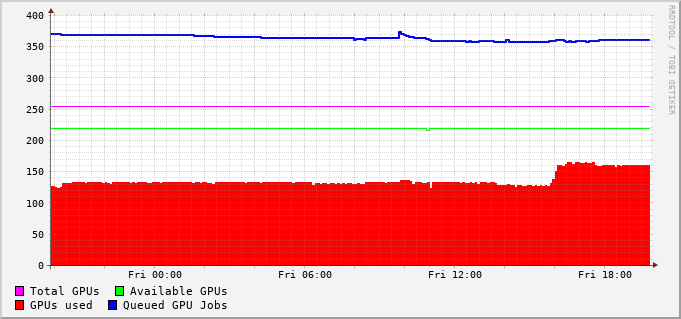 400
350
300
250
200
150
100
50
0
Fri 00:00 Fri 06:00 Fri 12:00 Fri 18:00
Total GPUs Available GPUs
GPUs used Queued GPU Jobs
RRDTOOL / TOBI OETIKER